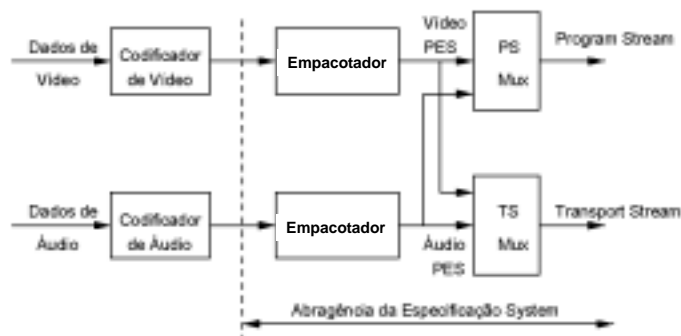 Dados de
Vídeo
Codificador
de Vídeo
Empacotador
Vídeo
PES
PS
Mux
Program Stream
Dados de
Áudio
Codificador
de Áudio
Empacotador
Áudio
PES
TS
Mux
Transport Stream
Abragência da Especificação System